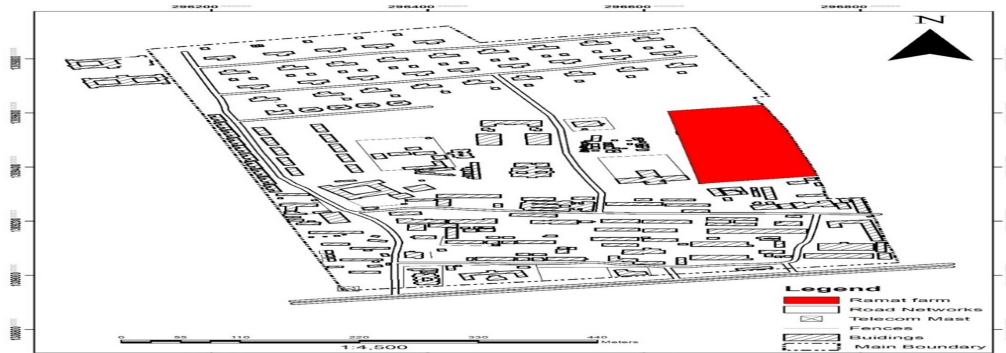 296200
296400
296600
296800
N
Legend
Ramat farm
Road Networks
Telecom Mast
Fences
Buidings
Main Boundary
0 55 110 220 330 440
Meters
1:4,500